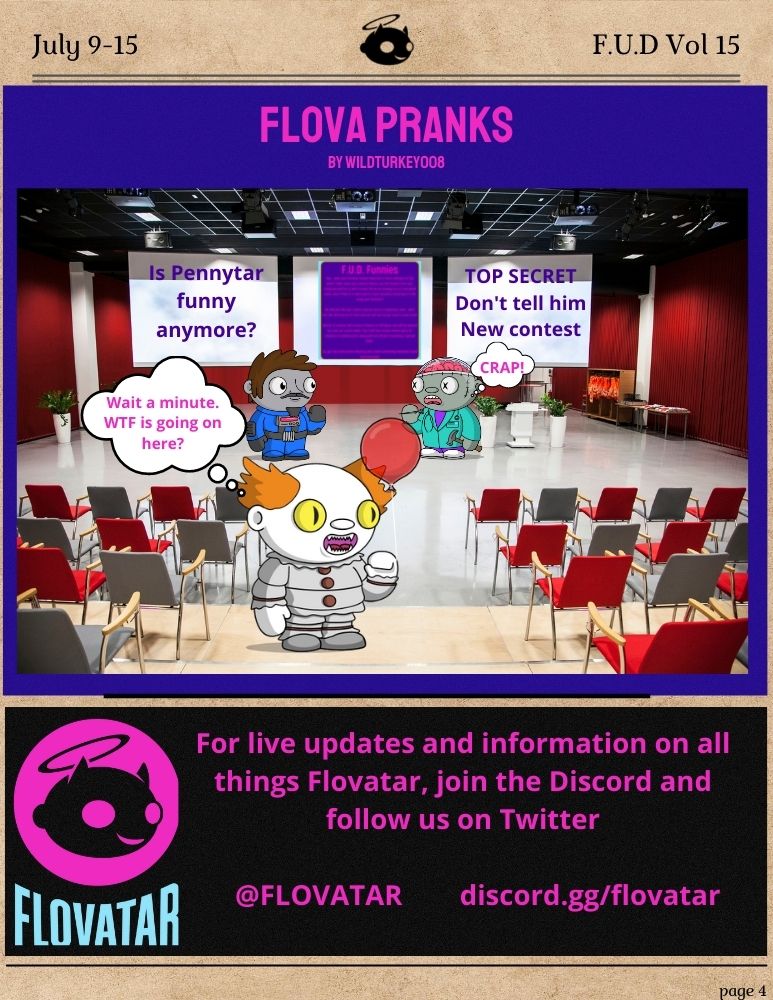 July 9-15
F.U.D Vol 15
FLOVA PRANKS
BY WILDTURKEY008
Is Pennytar
funny
anymore?
F.U.D. Funnies
TOP SECRET
Don't tell him
New contest
CRAP!
Wait a minute.
WTF is going on
here?
For live updates and information on all
things Flovatar, join the Discord and
follow us on Twitter
@FLOVATAR
discord.gg/flovatar
FLOVATAR
page 4